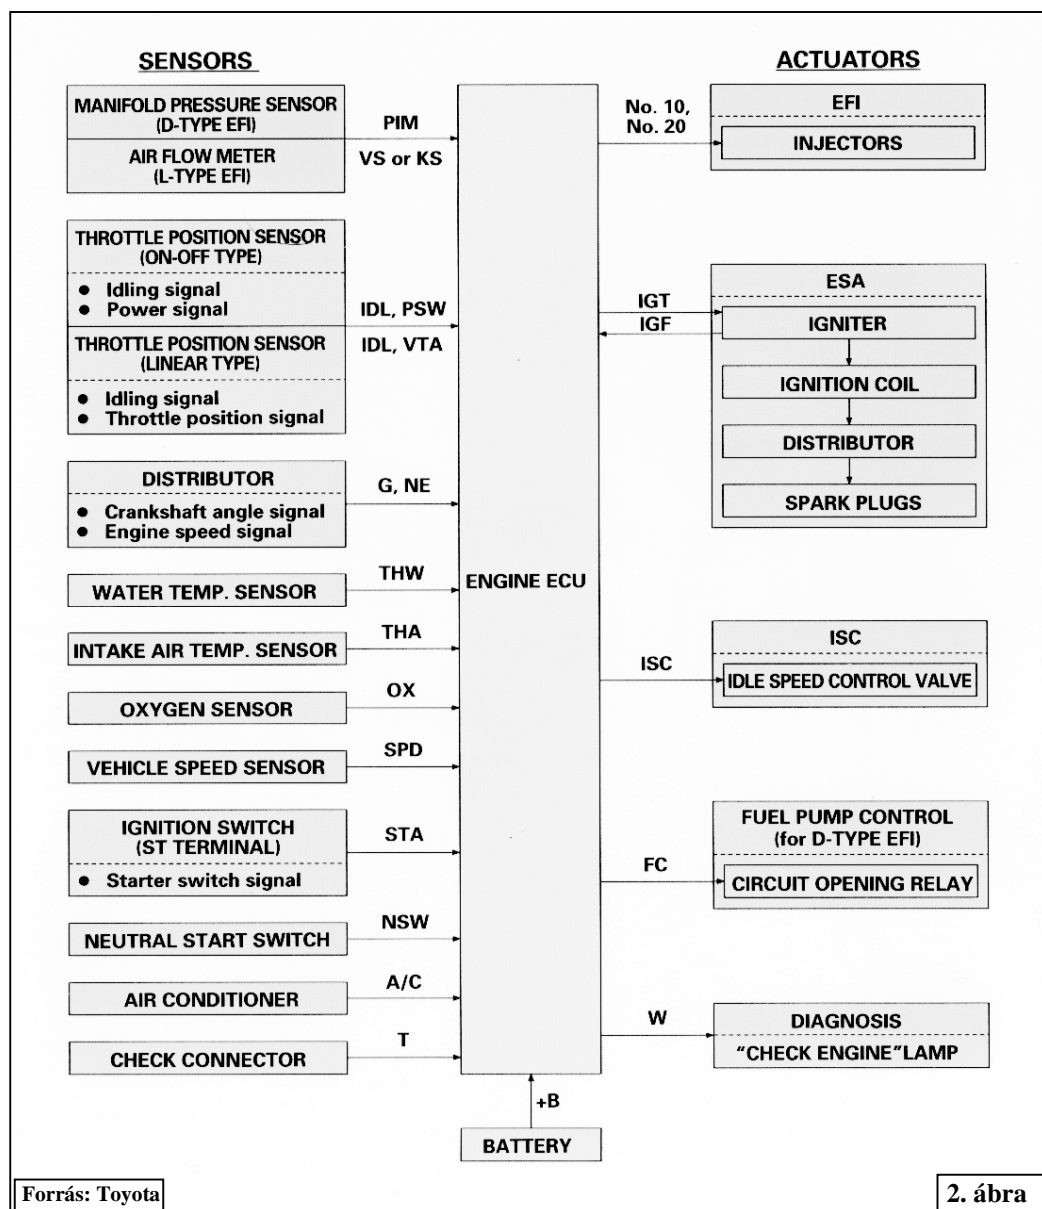 SENSORS
MANIFOLD PRESSURE SENSOR
(D-TYPE EFI)
AIR FLOW METER
(L-TYPE EFI)
PIM
VS or KS
THROTTLE POSITION SENSOR
(ON-OFF TYPE)
● Idling signal
● Power signal
THROTTLE POSITION SENSOR
(LINEAR TYPE)
● Idling signal
● Throttle position signal
IDL, PSW
IDL, VTA
DISTRIBUTOR
● Crankshaft angle signal
● Engine speed signal
G, NE
WATER TEMP. SENSOR
THW
INTAKE AIR TEMP. SENSOR
THA
OXYGEN SENSOR
OX
VEHICLE SPEED SENSOR
SPD
IGNITION SWITCH
(ST TERMINAL)
● Starter switch signal
STA
NEUTRAL START SWITCH
NSW
AIR CONDITIONER
A/C
CHECK CONNECTOR
T
ENGINE ECU
+B
BATTERY
ACTUATORS
No. 10,
No. 20
EFI
INJECTORS
IGT
IGF
ESA
IGNITER
IGNITION COIL
DISTRIBUTOR
SPARK PLUGS
ISC
ISC
IDLE SPEED CONTROL VALVE
FC
FUEL PUMP CONTROL
(for D-TYPE EFI)
CIRCUIT OPENING RELAY
W
DIAGNOSIS
“CHECK ENGINE” LAMP
Forrás: Toyota
2. ábra